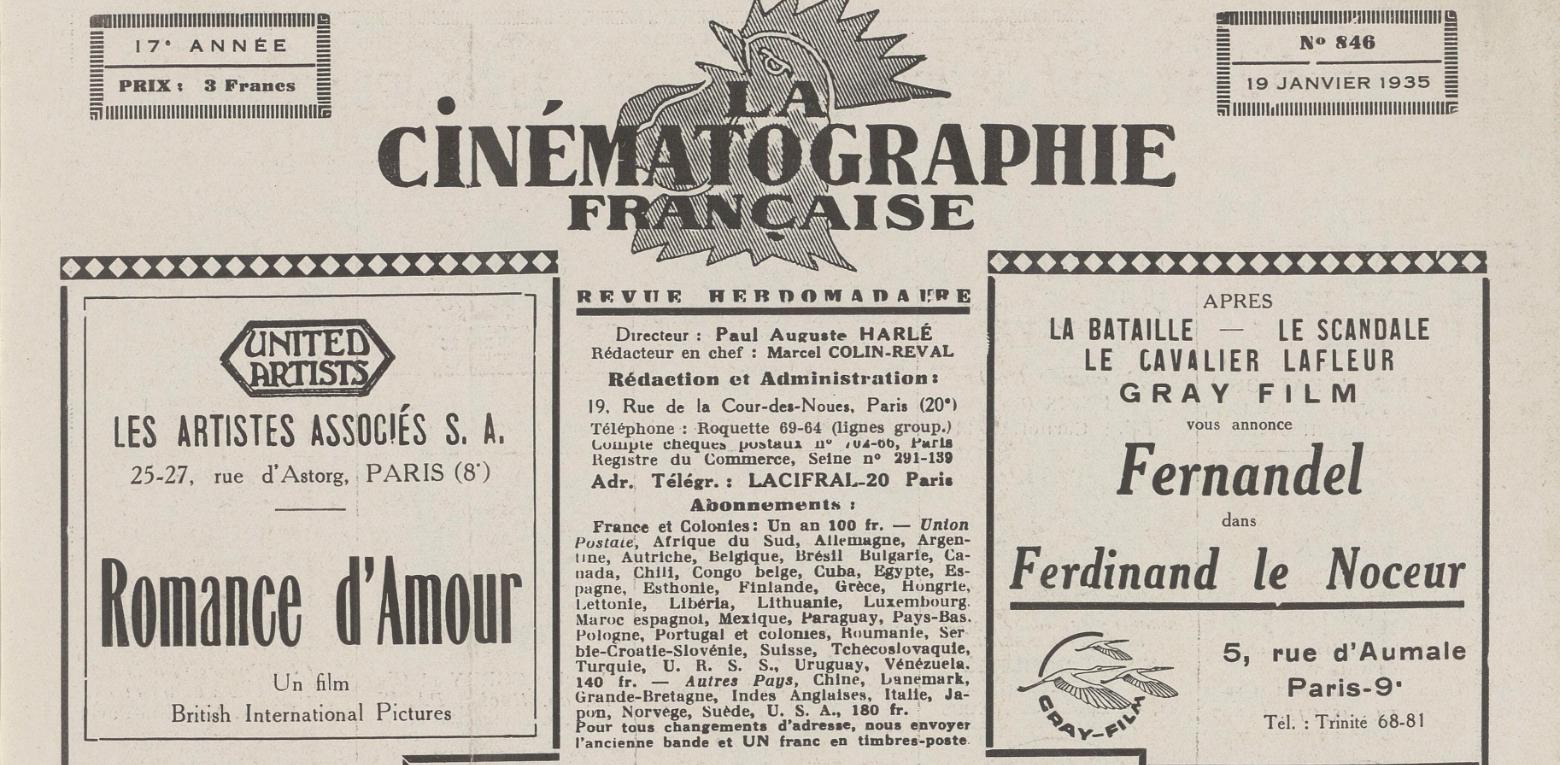 17e ANNÉE
PRIX : 3 Francs
LA
CINÉMATOGRAPHIE
FRANÇAISE
No 846
19 JANVIER 1935
UNITED
ARTISTS
LES ARTISTES ASSOCIÉS S. A.
25-27, rue d'Astorg, PARIS (8e)
Romance d'Amour
Un film
British International Pictures
REVUE HEBDOMADAIRE
Directeur : Paul Auguste HARLÉ
Rédacteur en chef : Marcel COLIN-REVAL
Rédaction et Administration :
19, Rue de la Cour-des-Noues, Paris (20e)
Téléphone : Roquette 69-64 (lignes group.)
Compte chèques postaux no 704-66, Paris
Registre du Commerce, Seine no 291-139
Adr. Télégr. : LACIFRAL-20 Paris
Abonnements :
France et Colonies : Un an 100 fr. — Union
Postale, Afrique du Sud, Allemagne, Argen-
tine, Autriche, Belgique, Brésil Bulgarie, Ca-
nada, Chili, Congo belge, Cuba, Egypte, Es-
pagne, Esthonie, Finlande, Grèce, Hongrie,
Lettonie, Libéria, Lithuanie, Luxembourg.
Maroc espagnol, Mexique, Paraguay, Pays-Bas.
Pologne, Portugal et colonies, Roumanie, Ser
bie-Croatie-Slovénie, Suisse, Tchécoslovaquie,
Turquie, U. R. S. S., Uruguay, Vénézuela.
140 fr. — Autres Pays, Chine, Danemark,
Grande-Bretagne, Indes Anglaises, Italie, Ja-
pon, Norvège, Suède, U. S. A., 180 fr.
Pour tous changements d'adresse, nous envoyer
l'ancienne bande et UN franc en timbres-poste
APRES
LA BATAILLE — LE SCANDALE
LE CAVALIER LAFLEUR
GRAY FILM
vous annonce
Fernandel
dans
Ferdinand le Noceur
GRAY-FILM
5, rue d'Aumale
Paris-9e
Tél. : Trinité 68-81